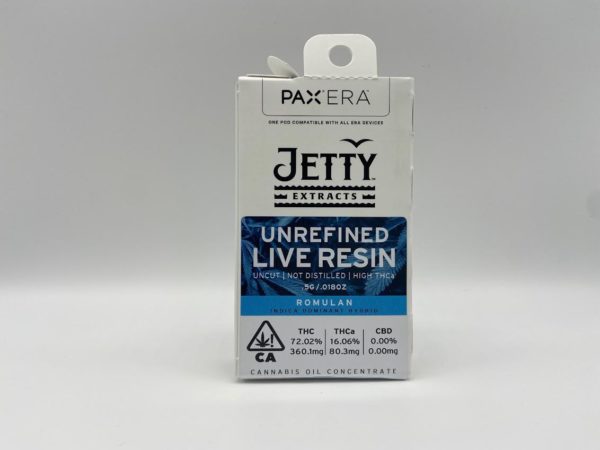 PAX ERA™
ONE POD COMPATIBLE WITH ALL ERA DEVICES
JETTY™
EXTRACTS
UNREFINED
LIVE RESIN
UNCUT | NOT DISTILLED | HIGH THCa
.5G / .018OZ
ROMULAN
INDICA DOMINANT HYBRID
THC THCa CBD
72.02% 16.06% 0.00%
360.1mg 80.3mg 0.00mg
CA
CANNABIS OIL CONCENTRATE